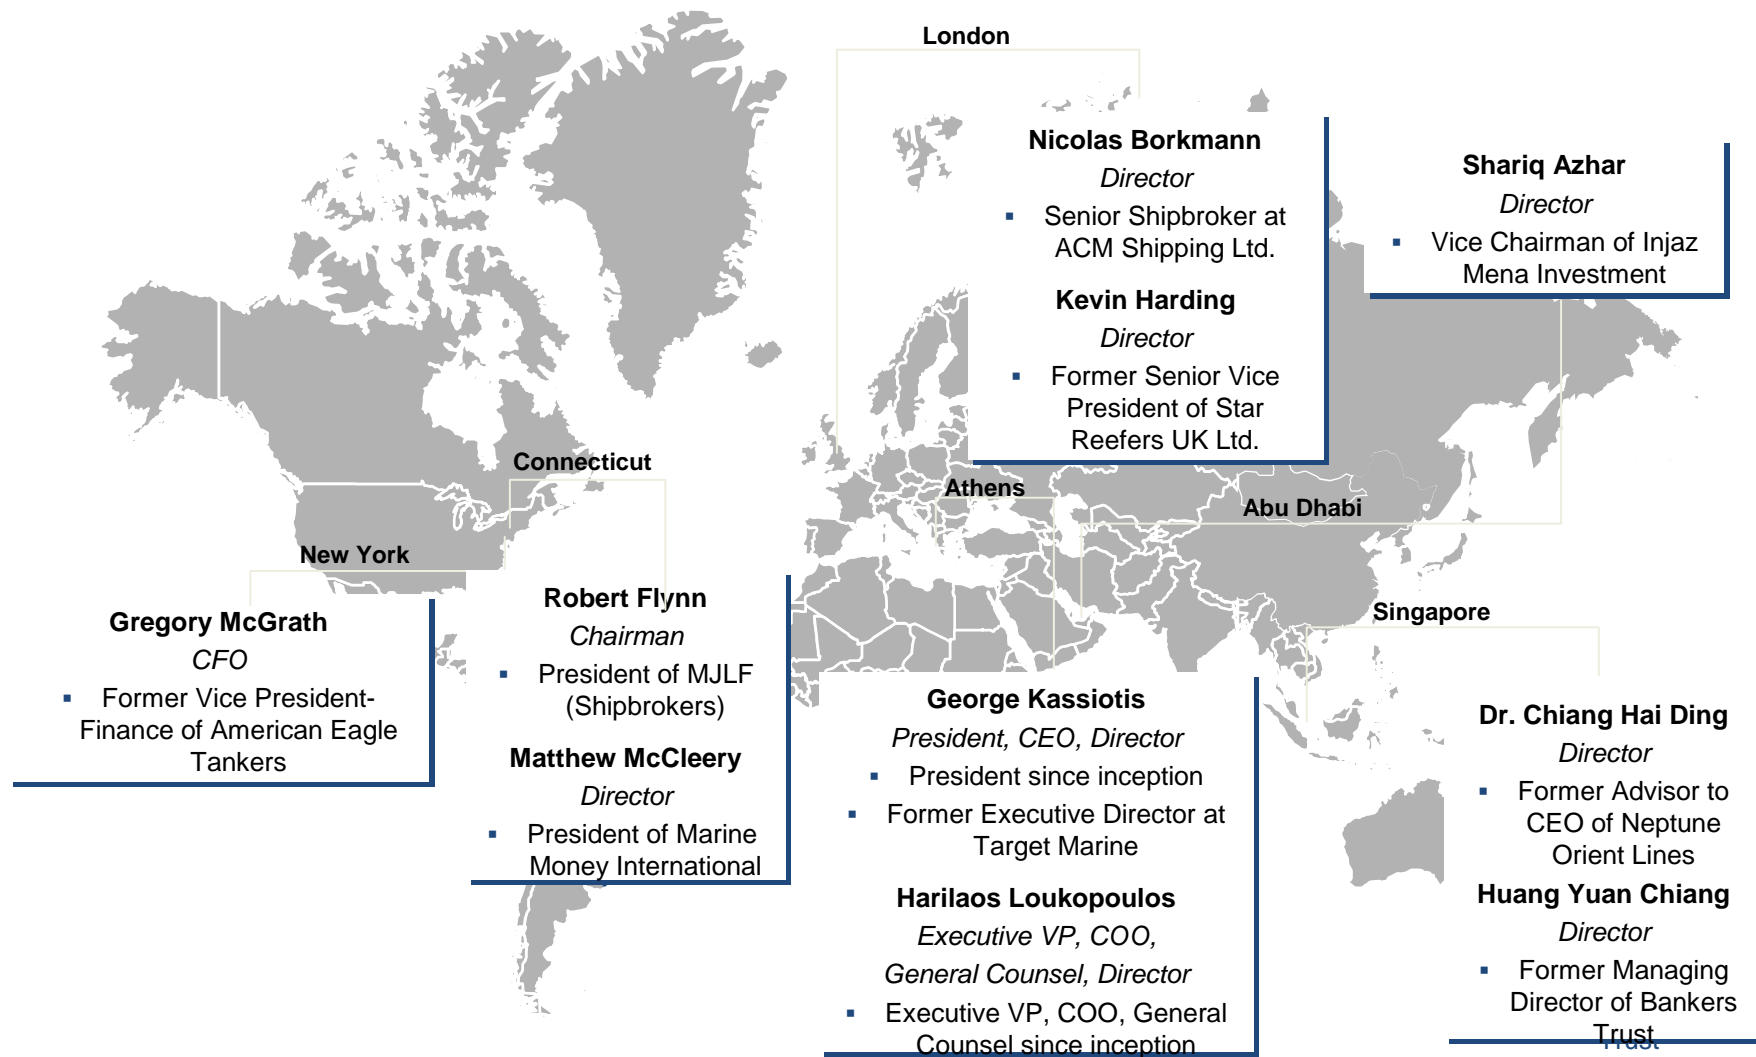 London
Nicolas Borkmann
Director
▪ Senior Shipbroker at
ACM Shipping Ltd.
Kevin Harding
Director
▪ Former Senior Vice
President of Star
Reefers UK Ltd.
Shariq Azhar
Director
▪ Vice Chairman of Injaz
Mena Investment
Connecticut
Athens
Abu Dhabi
New York
Singapore
Gregory McGrath
CFO
▪ Former Vice President-
Finance of American Eagle
Tankers
Robert Flynn
Chairman
▪ President of MJLF
(Shipbrokers)
Matthew McCleery
Director
▪ President of Marine
Money International
George Kassiotis
President, CEO, Director
▪ President since inception
▪ Former Executive Director at
Target Marine
Harilaos Loukopoulos
Executive VP, COO,
General Counsel, Director
▪ Executive VP, COO, General
Counsel since inception
Dr. Chiang Hai Ding
Director
▪ Former Advisor to
CEO of Neptune
Orient Lines
Huang Yuan Chiang
Director
▪ Former Managing
Director of Bankers
Trust
Trust